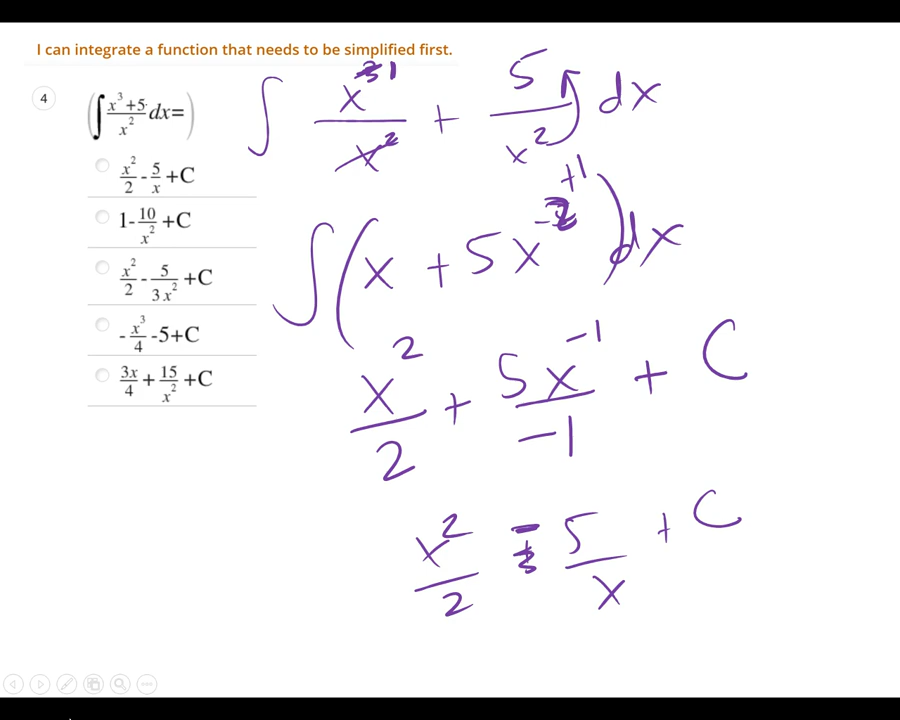 I can integrate a function that needs to be simplified first.
4
(∫ x³+5/x² dx=)
x²/2 - 5/x +C
1- 10/x² +C
x²/2 - 5/3x² +C
- x³/4 -5+C
3x/4 + 15/x² +C
∫ x¹/x² + 5/x² dx
∫(x + 5x⁻² ⁺¹)dx
x²/2 + 5x⁻¹/-1 + C
x²/2 - 5/x + C